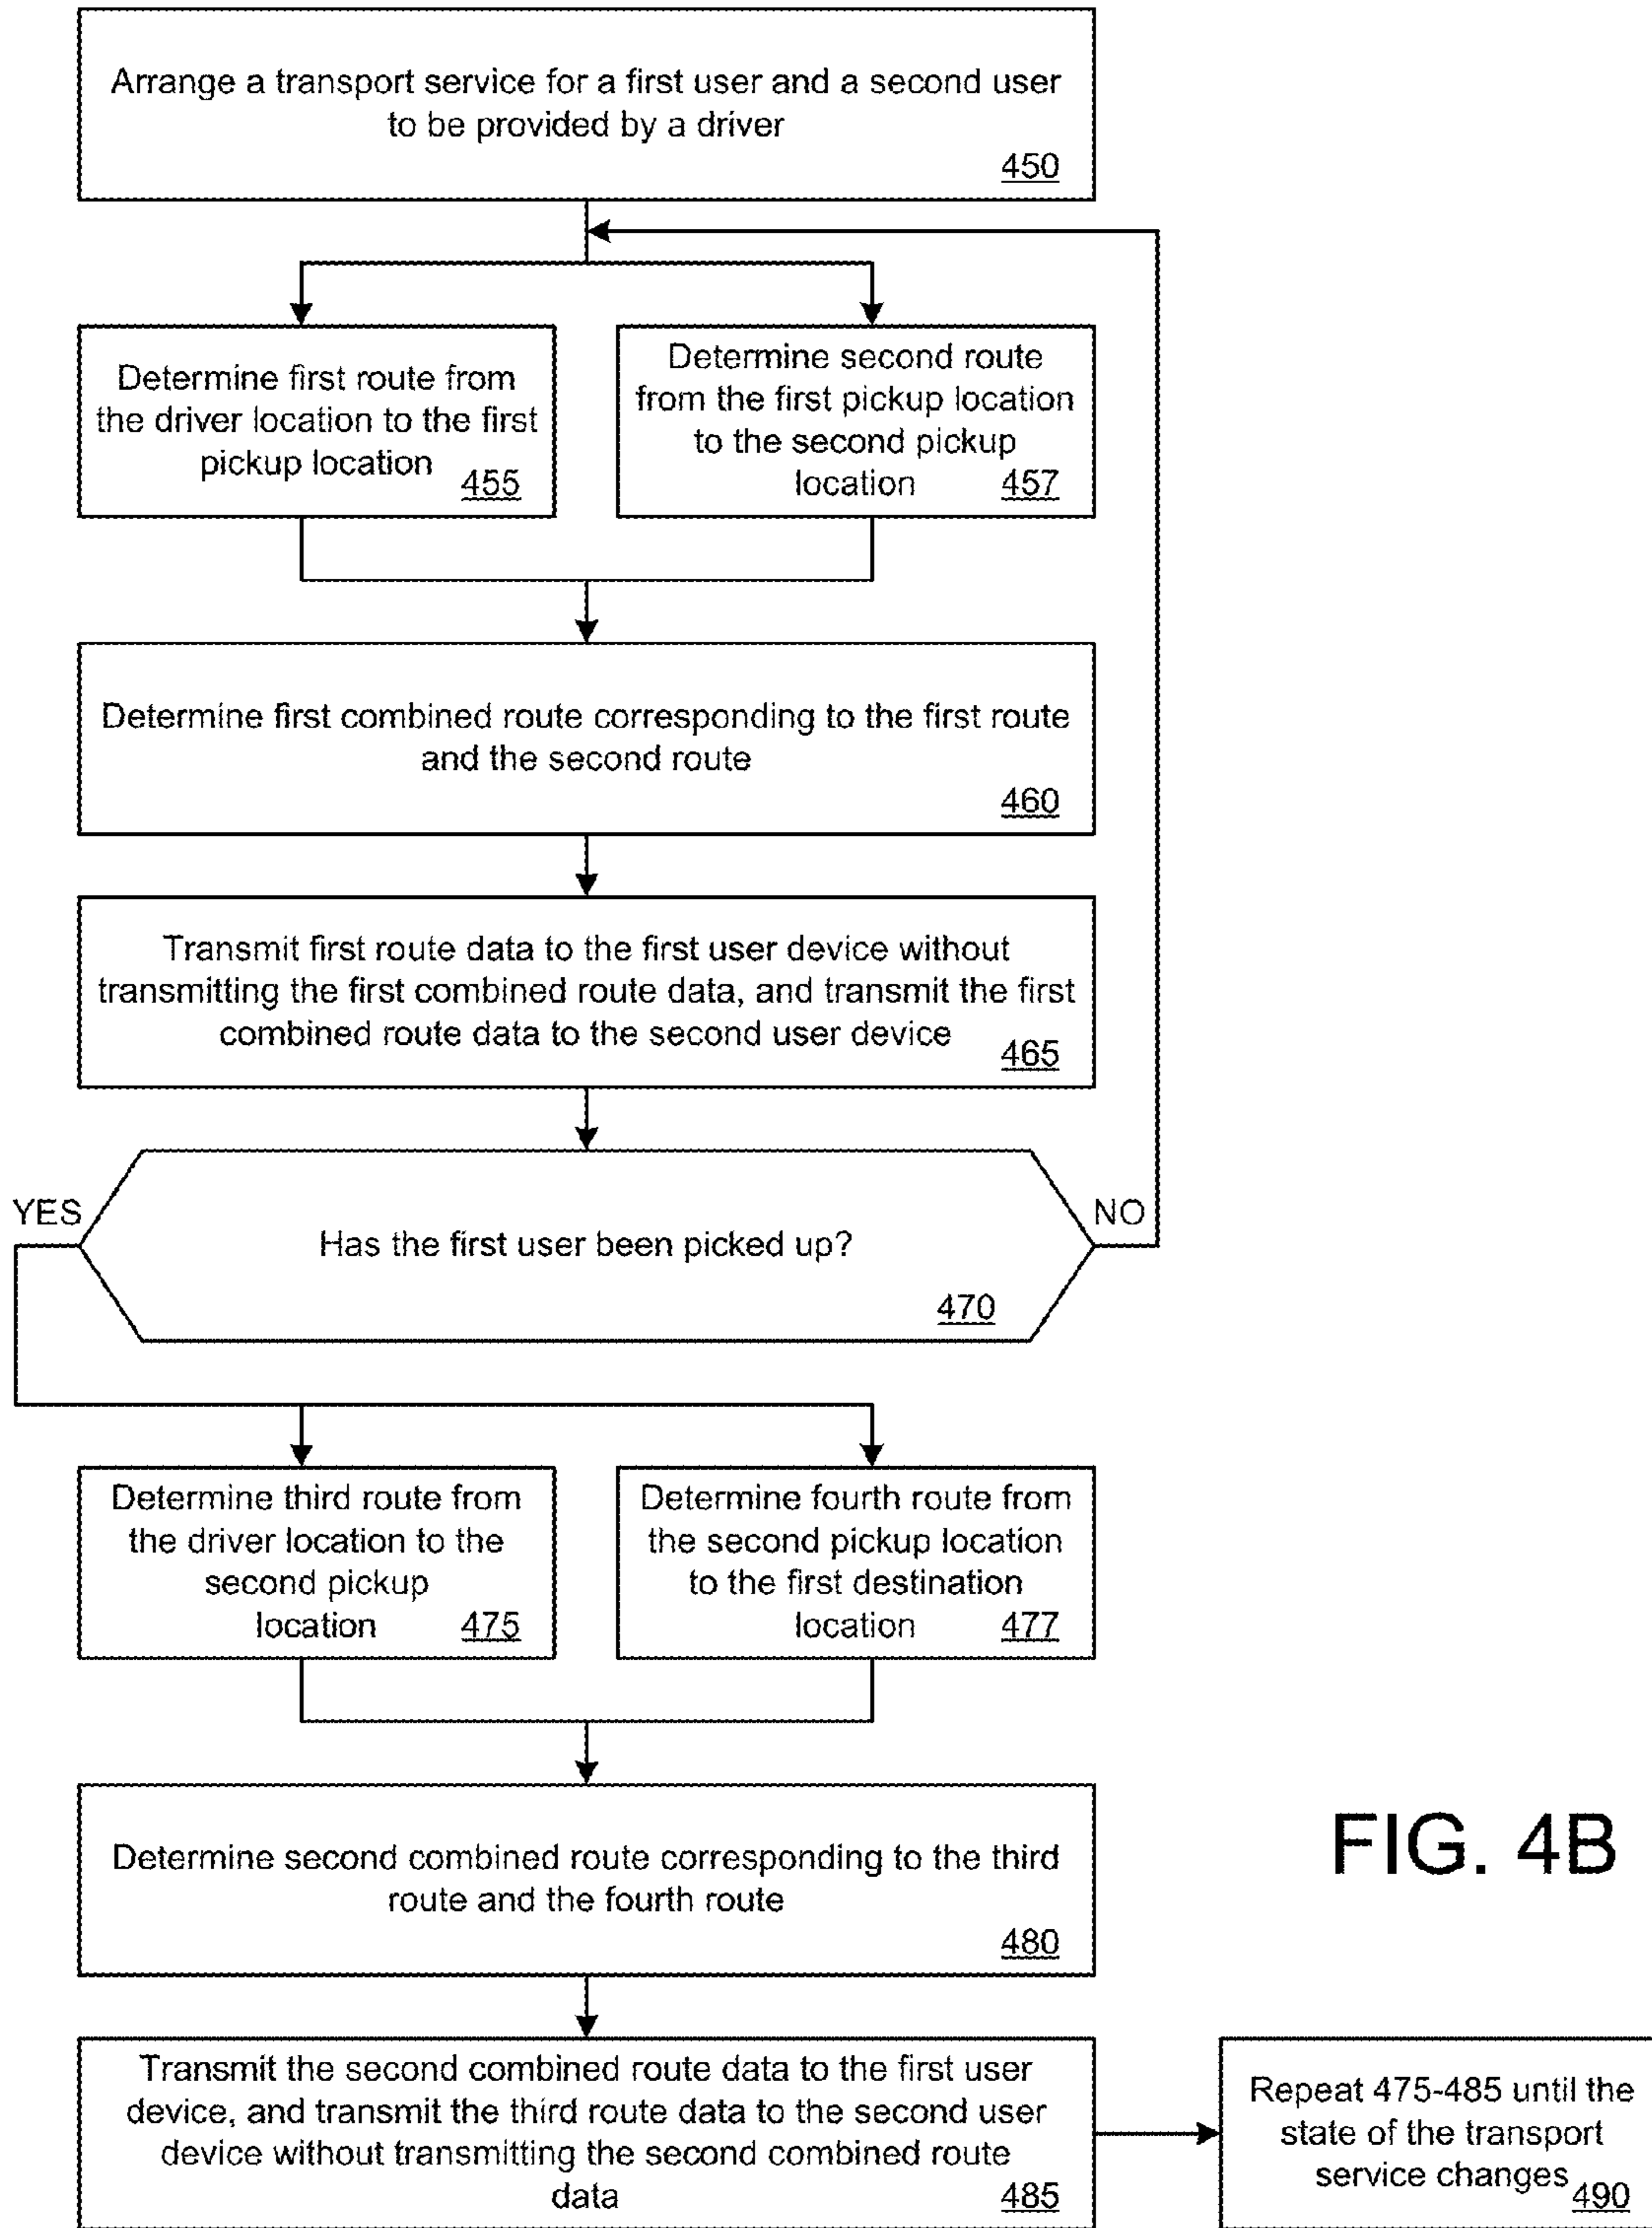 Arrange a transport service for a first user and a second user
to be provided by a driver
450
Determine first route from
the driver location to the first
pickup location
455
Determine second route
from the first pickup location
to the second pickup
location
457
Determine first combined route corresponding to the first route
and the second route
460
Transmit first route data to the first user device without
transmitting the first combined route data, and transmit the first
combined route data to the second user device
465
YES
NO
Has the first user been picked up?
470
Determine third route from
the driver location to the
second pickup
location
475
Determine fourth route from
the second pickup location
to the first destination
location
477
Determine second combined route corresponding to the third
route and the fourth route
480
FIG. 4B
Transmit the second combined route data to the first user
device, and transmit the third route data to the second user
device without transmitting the second combined route
data
485
Repeat 475-485 until the
state of the transport
service changes
490